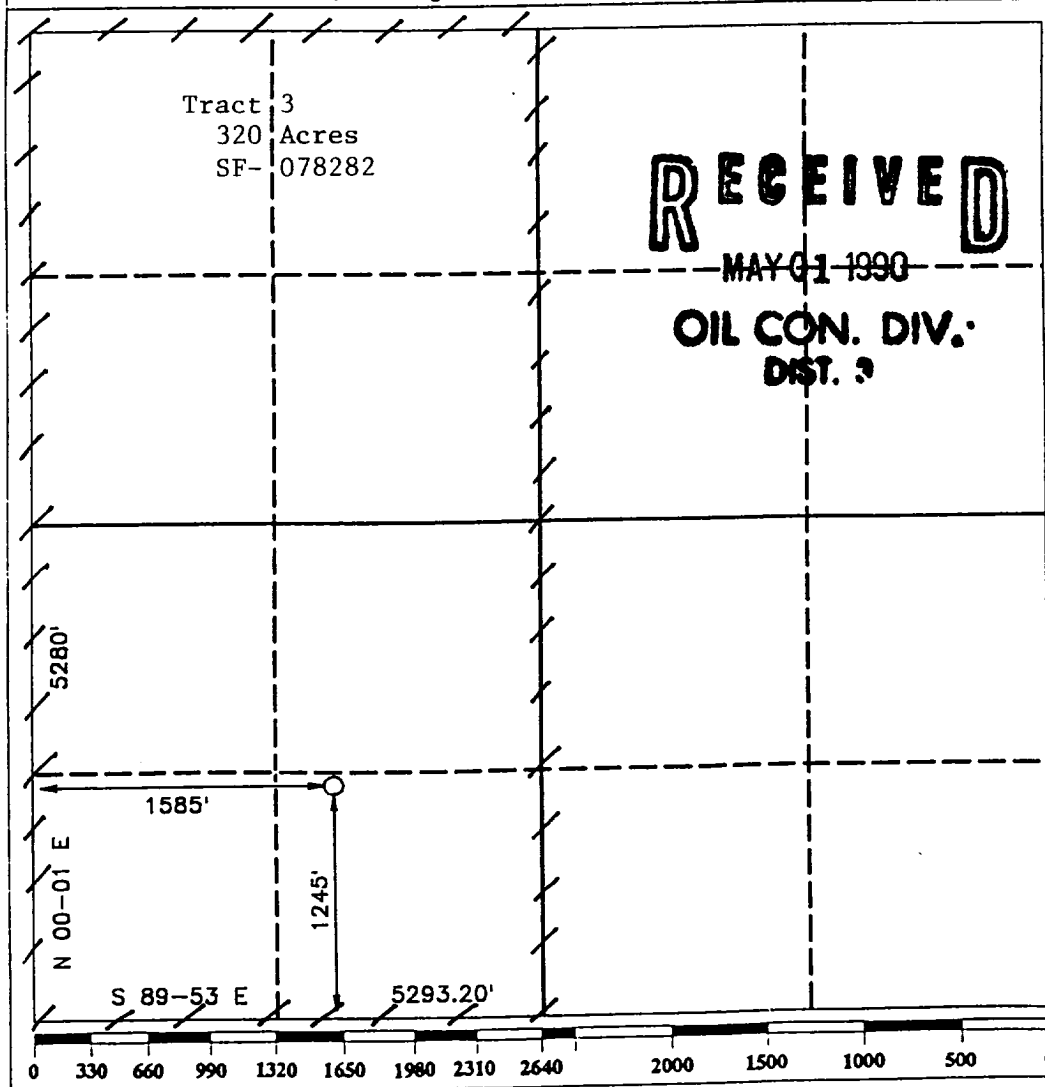 Tract 3
320 Acres
SF- 078282
RECEIVED
MAY 01 1990
OIL CON. DIV.
DIST. 3
5280'
1585'
1245'
N 00-01 E
S 89-53 E 5293.20'
0 330 660 990 1320 1650 1980 2310 2640 2000 1500 1000 500